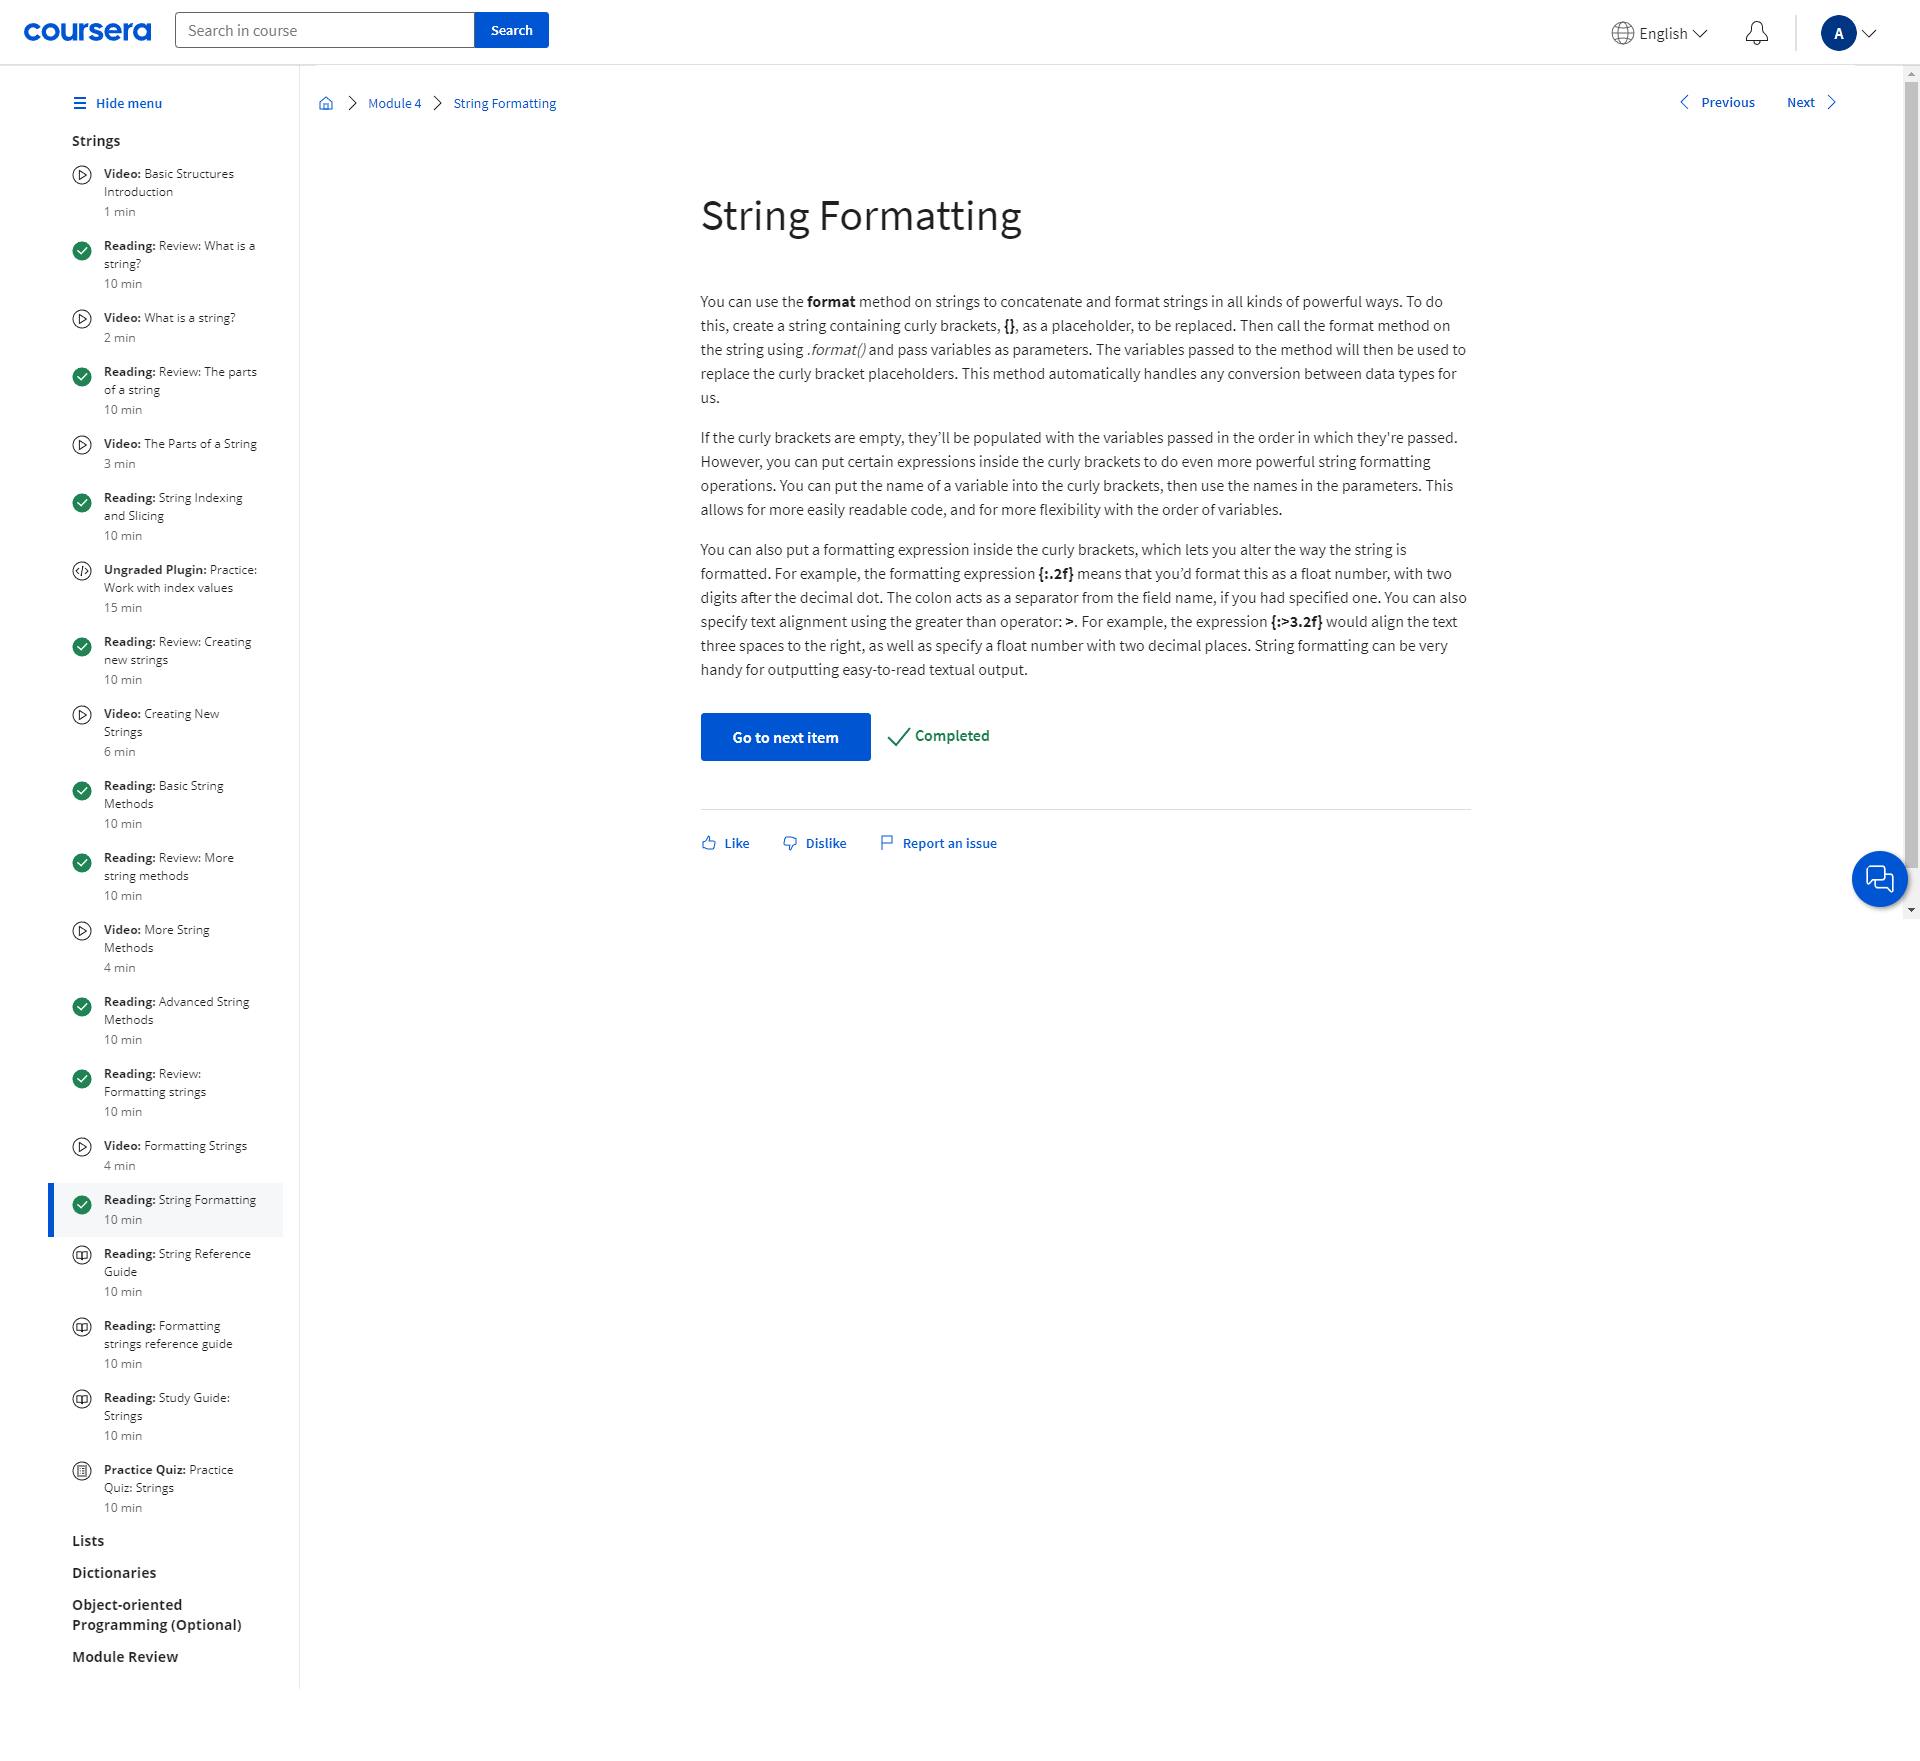 coursera
Search in course
Search
English
A
Hide menu
Strings
Video: Basic Structures
Introduction
1 min
Reading: Review: What is a
string?
10 min
Video: What is a string?
2 min
Reading: Review: The parts
of a string
10 min
Video: The Parts of a String
3 min
Reading: String Indexing
and Slicing
10 min
Ungraded Plugin: Practice:
Work with index values
15 min
Reading: Review: Creating
new strings
10 min
Video: Creating New
Strings
6 min
Reading: Basic String
Methods
10 min
Reading: Review: More
string methods
10 min
Video: More String
Methods
4 min
Reading: Advanced String
Methods
10 min
Reading: Review:
Formatting strings
10 min
Video: Formatting Strings
4 min
Reading: String Formatting
10 min
Reading: String Reference
Guide
10 min
Reading: Formatting
strings reference guide
10 min
Reading: Study Guide:
Strings
10 min
Practice Quiz: Practice
Quiz: Strings
10 min
Lists
Dictionaries
Object-oriented
Programming (Optional)
Module Review
Module 4
String Formatting
Previous
Next
String Formatting
You can use the format method on strings to concatenate and format strings in all kinds of powerful ways. To do
this, create a string containing curly brackets, {}, as a placeholder, to be replaced. Then call the format method on
the string using .format() and pass variables as parameters. The variables passed to the method will then be used to
replace the curly bracket placeholders. This method automatically handles any conversion between data types for
us.
If the curly brackets are empty, they’ll be populated with the variables passed in the order in which they're passed.
However, you can put certain expressions inside the curly brackets to do even more powerful string formatting
operations. You can put the name of a variable into the curly brackets, then use the names in the parameters. This
allows for more easily readable code, and for more flexibility with the order of variables.
You can also put a formatting expression inside the curly brackets, which lets you alter the way the string is
formatted. For example, the formatting expression {:.2f} means that you’d format this as a float number, with two
digits after the decimal dot. The colon acts as a separator from the field name, if you had specified one. You can also
specify text alignment using the greater than operator: >. For example, the expression {:>3.2f} would align the text
three spaces to the right, as well as specify a float number with two decimal places. String formatting can be very
handy for outputting easy-to-read textual output.
Go to next item
Completed
Like
Dislike
Report an issue